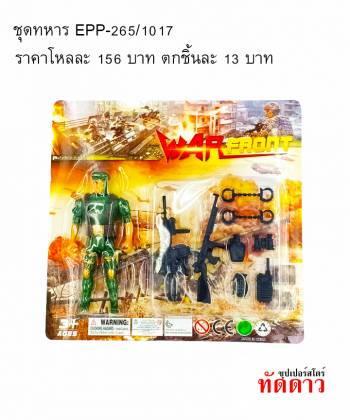 ชุดทหาร EPP-265/1017
ราคาโหลละ 156 บาท ตกชิ้นละ 13 บาท
WAR FRONT
3+
AGES
WARNING:
CE
ซุปเปอร์สโตร์
ทัดดาว